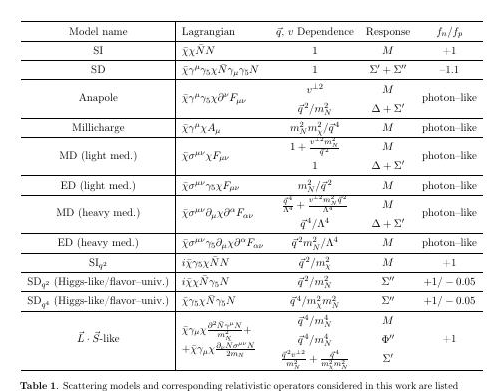 Model name Lagrangian $\vec{q}$, $v$ Dependence Response $f_n/f_p$
SI $\bar{\chi}\chi\bar{N}N$ 1 $M$ +1
SD $\bar{\chi}\gamma^\mu\gamma_5\chi\bar{N}\gamma_\mu\gamma_5 N$ 1 $\Sigma' + \Sigma''$ –1.1
Anapole $\bar{\chi}\gamma^\mu\gamma_5\chi\partial^\nu F_{\mu\nu}$ $v^{\perp 2}$ $M$ photon–like
$\vec{q}^{\,2}/m_N^2$ $\Delta + \Sigma'$
Millicharge $\bar{\chi}\gamma^\mu\chi A_\mu$ $m_N^2 m_\chi^2/\vec{q}^{\,4}$ $M$ photon–like
MD (light med.) $\bar{\chi}\sigma^{\mu\nu}\chi F_{\mu\nu}$ $1 + \frac{v^{\perp 2} m_N^2}{\vec{q}^{\,2}}$ $M$ photon–like
1 $\Delta + \Sigma'$
ED (light med.) $\bar{\chi}\sigma^{\mu\nu}\gamma_5\chi F_{\mu\nu}$ $m_N^2/\vec{q}^{\,2}$ $M$ photon–like
MD (heavy med.) $\bar{\chi}\sigma^{\mu\nu}\partial_\mu\chi\partial^\alpha F_{\alpha\nu}$ $\frac{\vec{q}^{\,4}}{\Lambda^4} + \frac{v^{\perp 2} m_N^2 \vec{q}^{\,2}}{\Lambda^4}$ $M$ photon–like
$\vec{q}^{\,4}/\Lambda^4$ $\Delta + \Sigma'$
ED (heavy med.) $\bar{\chi}\sigma^{\mu\nu}\gamma_5\partial_\mu\chi\partial^\alpha F_{\alpha\nu}$ $\vec{q}^{\,2} m_N^2/\Lambda^4$ $M$ photon–like
SI$_{q^2}$ $i\bar{\chi}\gamma_5\chi\bar{N}N$ $\vec{q}^{\,2}/m_\chi^2$ $M$ +1
SD$_{q^2}$ (Higgs-like/flavor–univ.) $i\bar{\chi}\chi\bar{N}\gamma_5 N$ $\vec{q}^{\,2}/m_N^2$ $\Sigma''$ +1/ − 0.05
SD$_{q^4}$ (Higgs-like/flavor–univ.) $\bar{\chi}\gamma_5\chi\bar{N}\gamma_5 N$ $\vec{q}^{\,4}/m_\chi^2 m_N^2$ $\Sigma''$ +1/ − 0.05
$\vec{L} \cdot \vec{S}$-like $\bar{\chi}\gamma_\mu\chi\frac{\partial^2 \bar{N}\gamma^\mu N}{m_N^2}+$ $\vec{q}^{\,4}/m_N^4$ $M$ +1
$+\bar{\chi}\gamma_\mu\chi\frac{\partial_\nu \bar{N}\sigma^{\mu\nu} N}{2m_N}$ $\vec{q}^{\,4}/m_N^4$ $\Phi''$
$\frac{\vec{q}^{\,2} v^{\perp 2}}{m_N^2} + \frac{\vec{q}^{\,4}}{m_\chi^2 m_N^2}$ $\Sigma'$
Table 1. Scattering models and corresponding relativistic operators considered in this work are listed